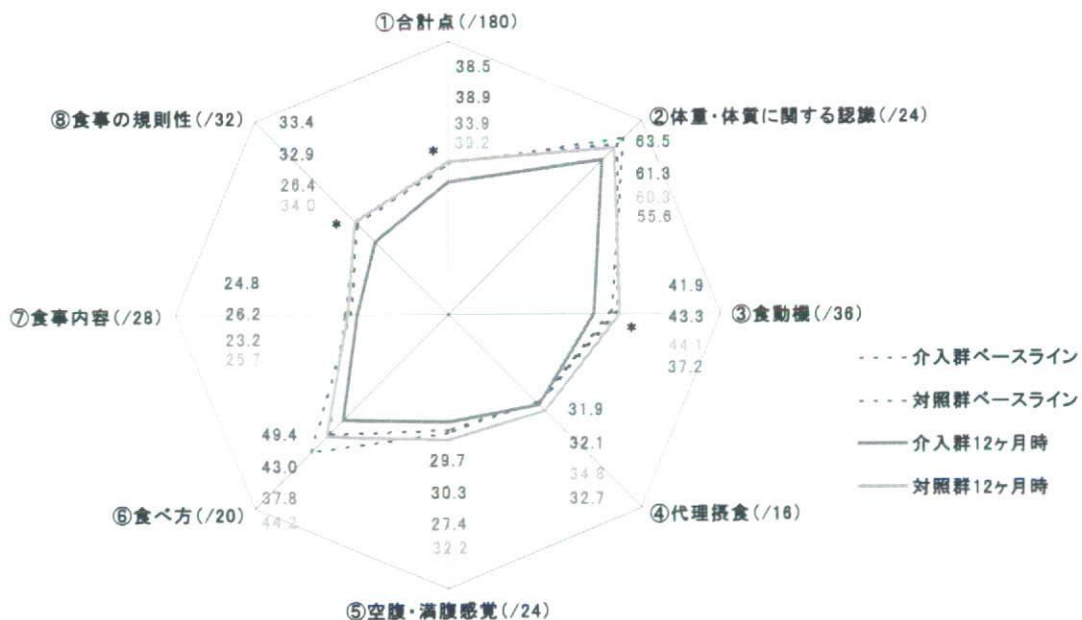 ①合計点(/180)
38.5
38.9
33.9
39.2
*
②体重・体質に関する認識(/24)
63.5
61.3
60.3
55.6
③食動機(/36)
41.9
43.3
44.1
37.2
*
④代理摂食(/16)
31.9
32.1
34.8
32.7
⑤空腹・満腹感覚(/24)
29.7
30.3
27.4
32.2
⑥食べ方(/20)
49.4
43.0
37.8
44.2
⑦食事内容(/28)
24.8
26.2
23.2
25.7
⑧食事の規則性(/32)
33.4
32.9
26.4
34.0
*
介入群ベースライン
対照群ベースライン
介入群12ヶ月時
対照群12ヶ月時